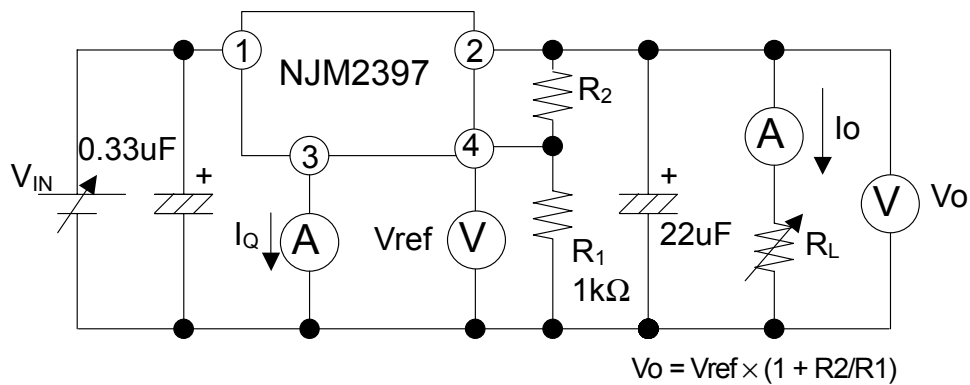 1
NJM2397
2
R2
4
3
0.33uF
VIN
+
IQ
A
Vref
V
R1
1kΩ
+
22uF
A
Io
RL
V
Vo
Vo = Vref × (1 + R2/R1)